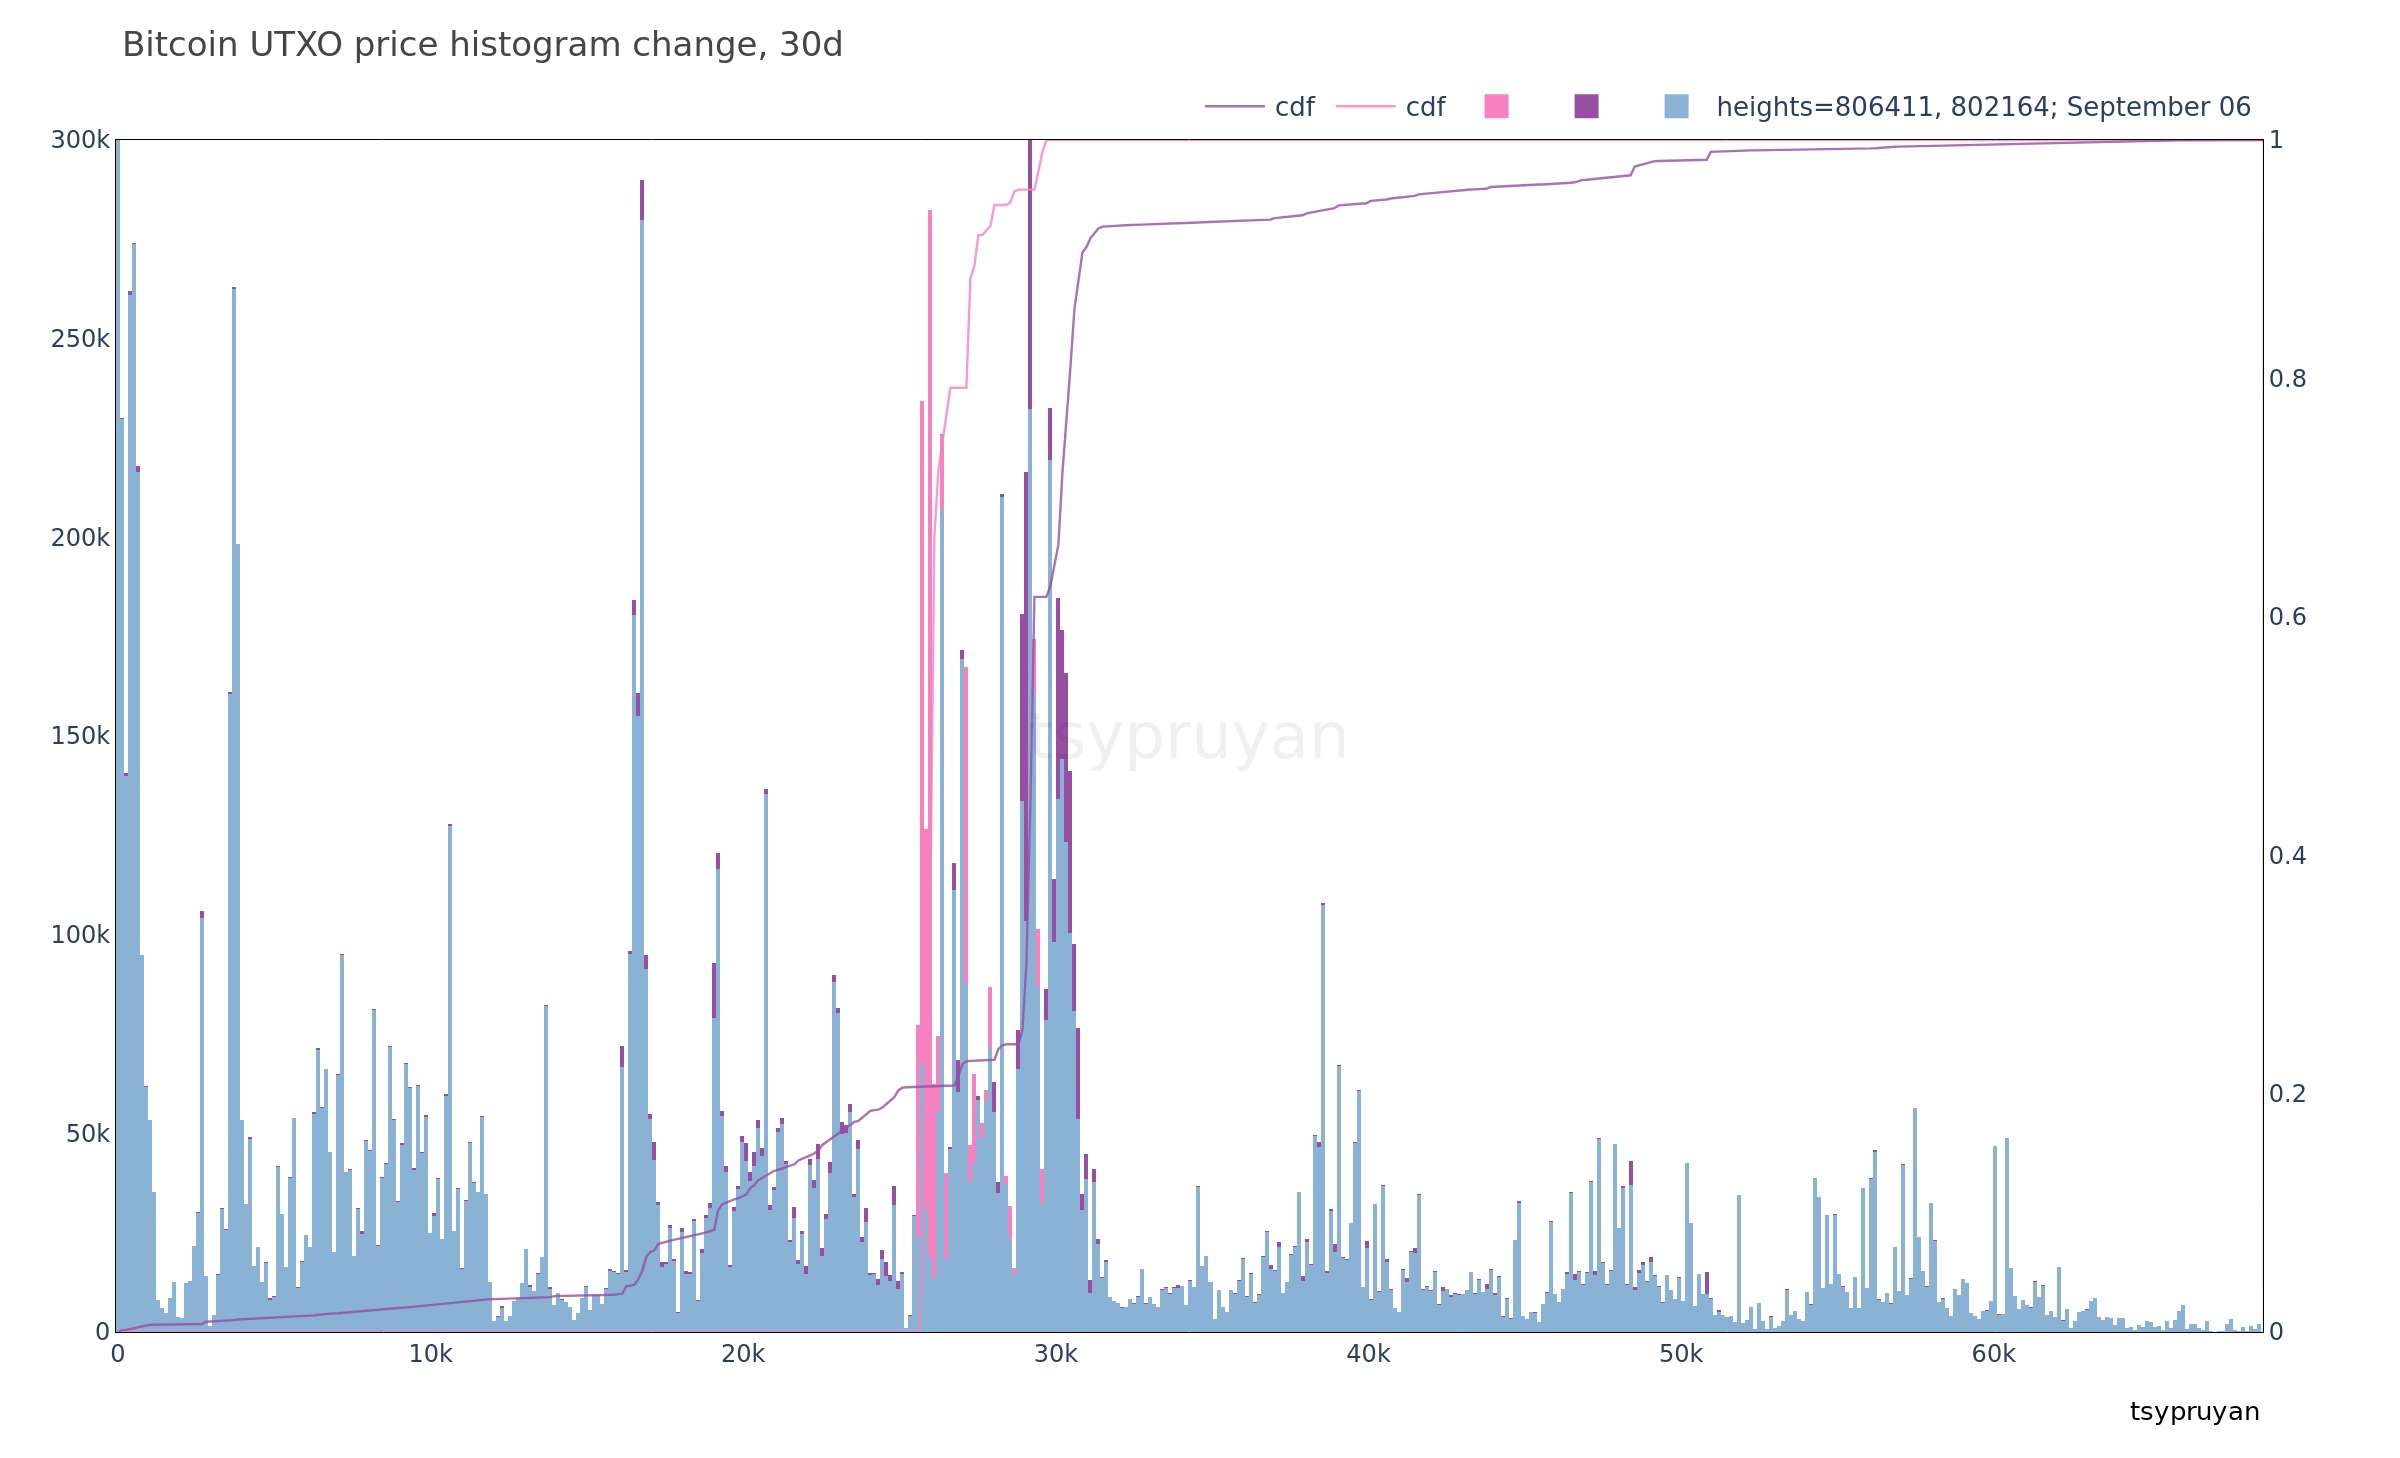 Bitcoin UTXO price histogram change, 30d
cdf cdf heights=806411, 802164; September 06
300k
250k
200k
150k
100k
50k
0
1
0.8
0.6
0.4
0.2
0
tsypruyan
0 10k 20k 30k 40k 50k 60k
tsypruyan